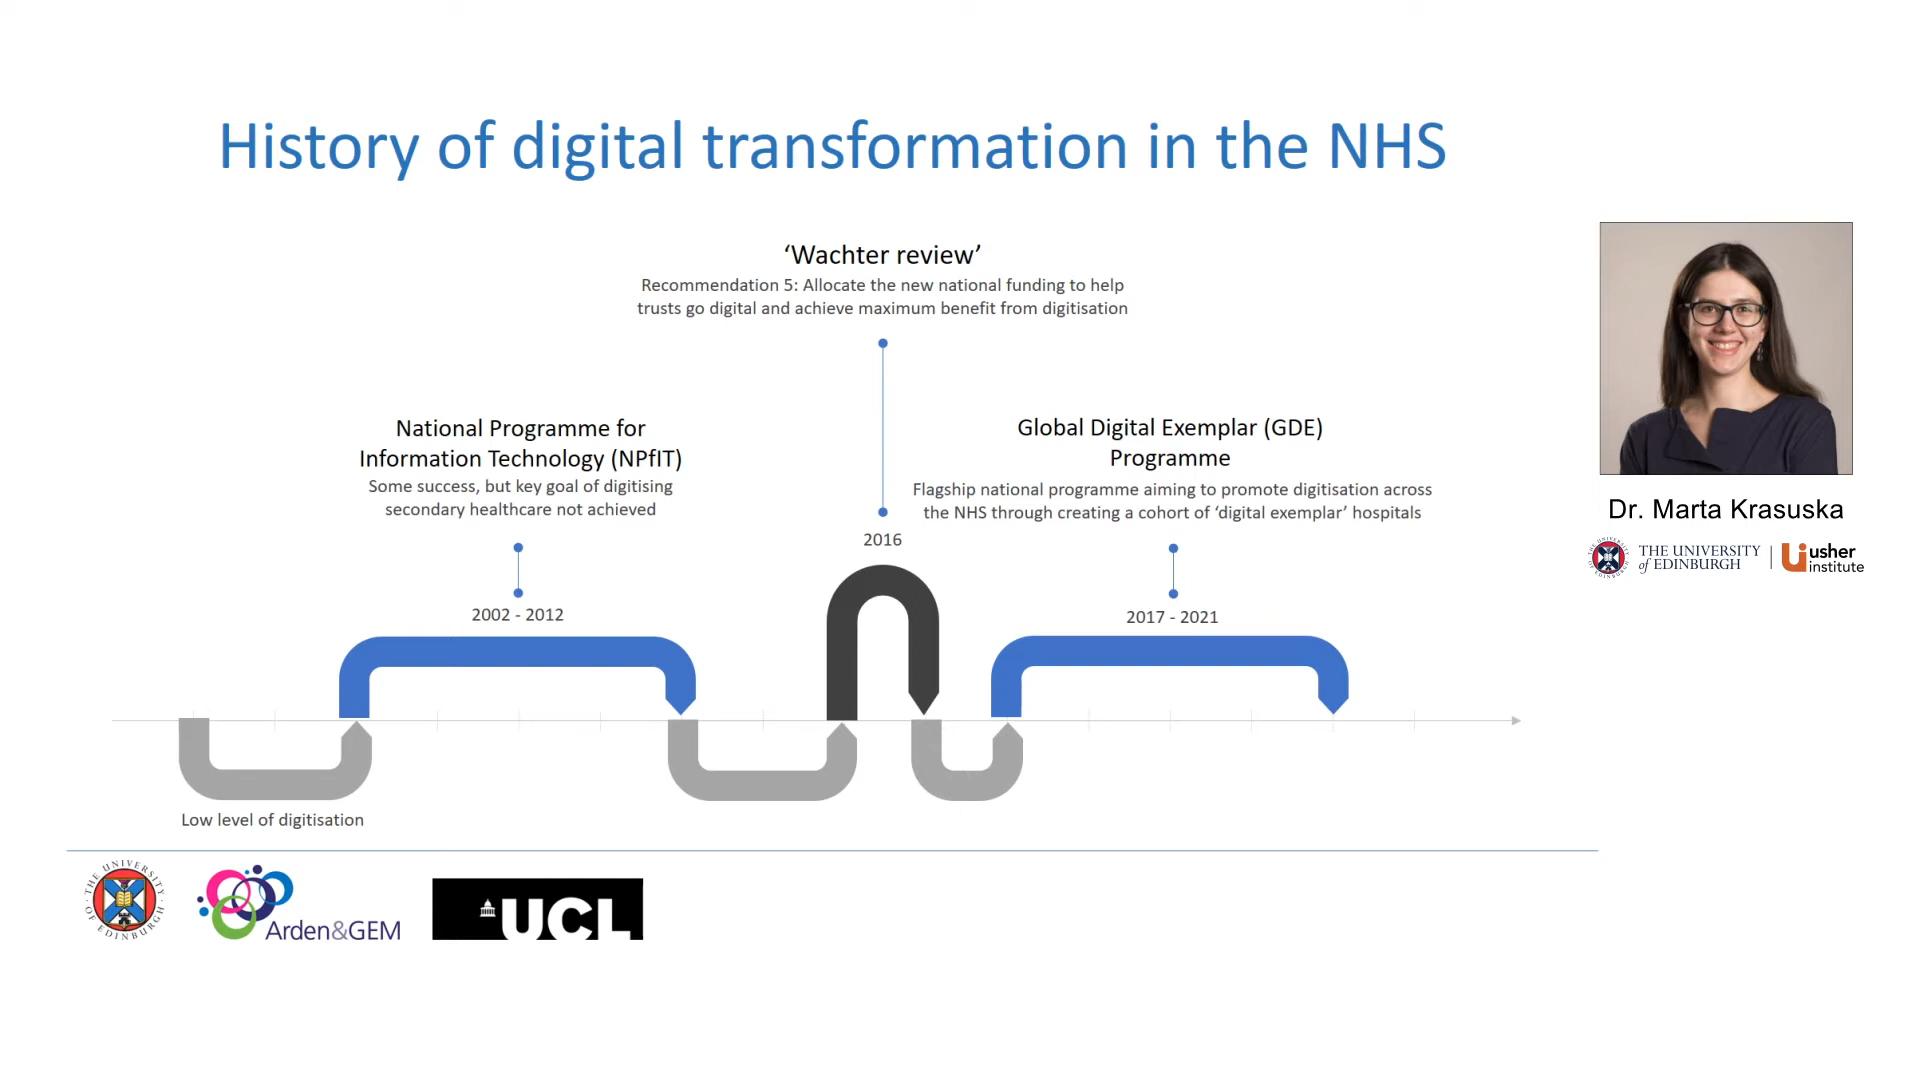 History of digital transformation in the NHS
‘Wachter review’
Recommendation 5: Allocate the new national funding to help
trusts go digital and achieve maximum benefit from digitisation
National Programme for
Information Technology (NPfIT)
Some success, but key goal of digitising
secondary healthcare not achieved
Global Digital Exemplar (GDE)
Programme
Flagship national programme aiming to promote digitisation across
the NHS through creating a cohort of ‘digital exemplar’ hospitals
2016
2002 - 2012
2017 - 2021
Low level of digitisation
Dr. Marta Krasuska
THE UNIVERSITY
of EDINBURGH
usher
institute
THE UNIVERSITY OF EDINBURGH
Arden&GEM
UCL